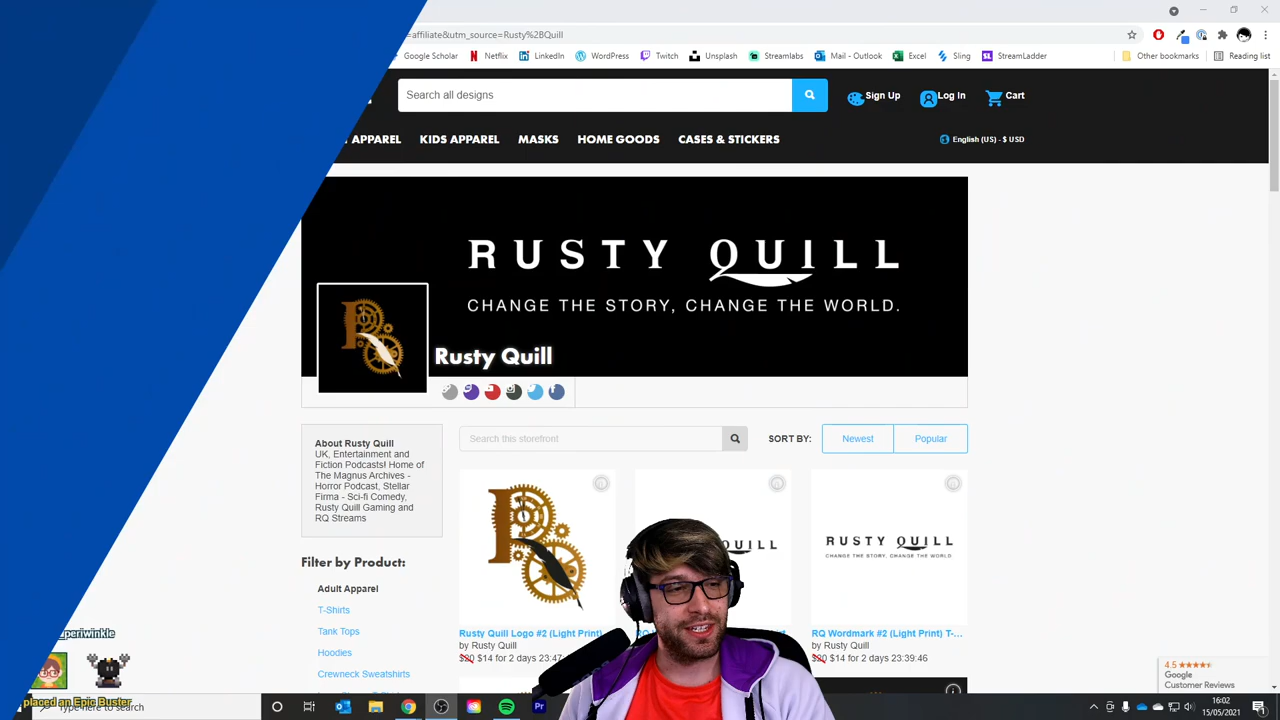 =affiliate&utm_source=Rusty%2BQuill
Google Scholar Netflix LinkedIn WordPress Twitch Unsplash Streamlabs Mail - Outlook Excel Sling StreamLadder Other bookmarks Reading list
Search all designs
Sign Up Log In Cart
APPAREL KIDS APPAREL MASKS HOME GOODS CASES & STICKERS
English (US) - $ USD
RUSTY QUILL
CHANGE THE STORY, CHANGE THE WORLD.
Rusty Quill
About Rusty Quill
UK, Entertainment and
Fiction Podcasts! Home of
The Magnus Archives -
Horror Podcast, Stellar
Firma - Sci-fi Comedy,
Rusty Quill Gaming and
RQ Streams
Search this storefront
SORT BY: Newest Popular
Filter by Product:
Adult Apparel
T-Shirts
Tank Tops
Hoodies
Crewneck Sweatshirts
QUILL
RUSTY QUILL
CHANGE THE STORY, CHANGE THE WORLD.
Rusty Quill Logo #2 (Light Print)
by Rusty Quill
$20 $14 for 2 days 23:47
RQ Wordmark #2 (Light Print) T-...
by Rusty Quill
$20 $14 for 2 days 23:39:46
periwinkle
placed an Epic Buster
Type here to search
4.5
Google
Customer Reviews
16:02
15/05/2021